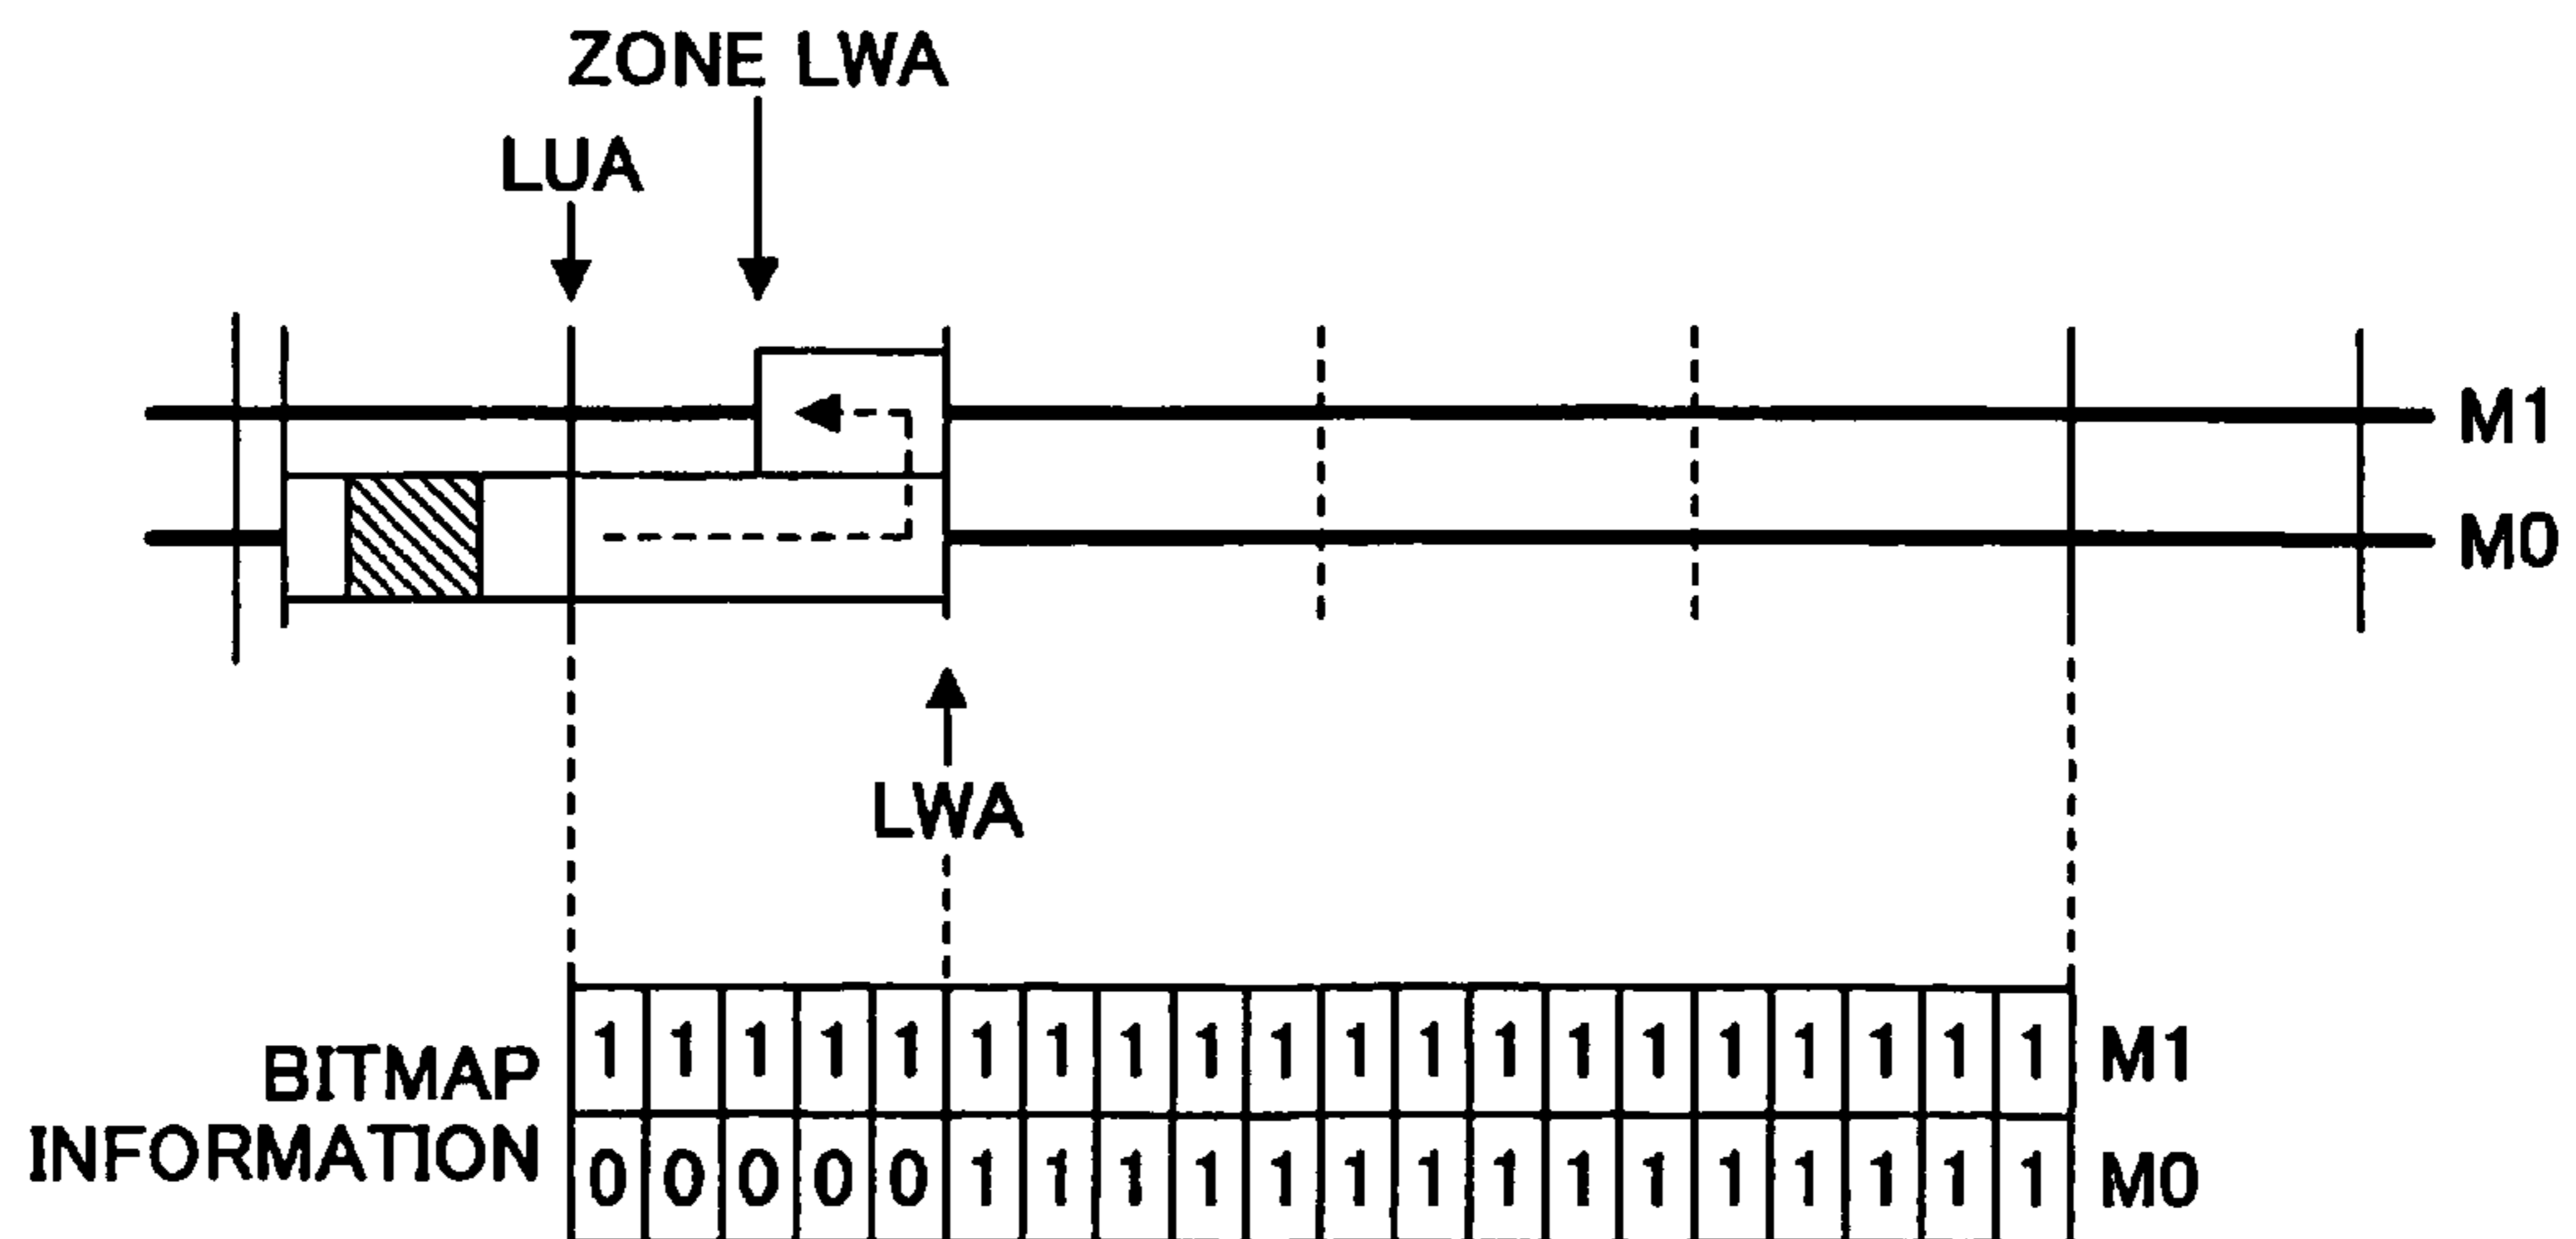 ZONE LWA
LUA
M1
M0
LWA
BITMAP
INFORMATION
1 1 1 1 1 1 1 1 1 1 1 1 1 1 1 1 1 1 1 1 M1
0 0 0 0 0 1 1 1 1 1 1 1 1 1 1 1 1 1 1 1 M0